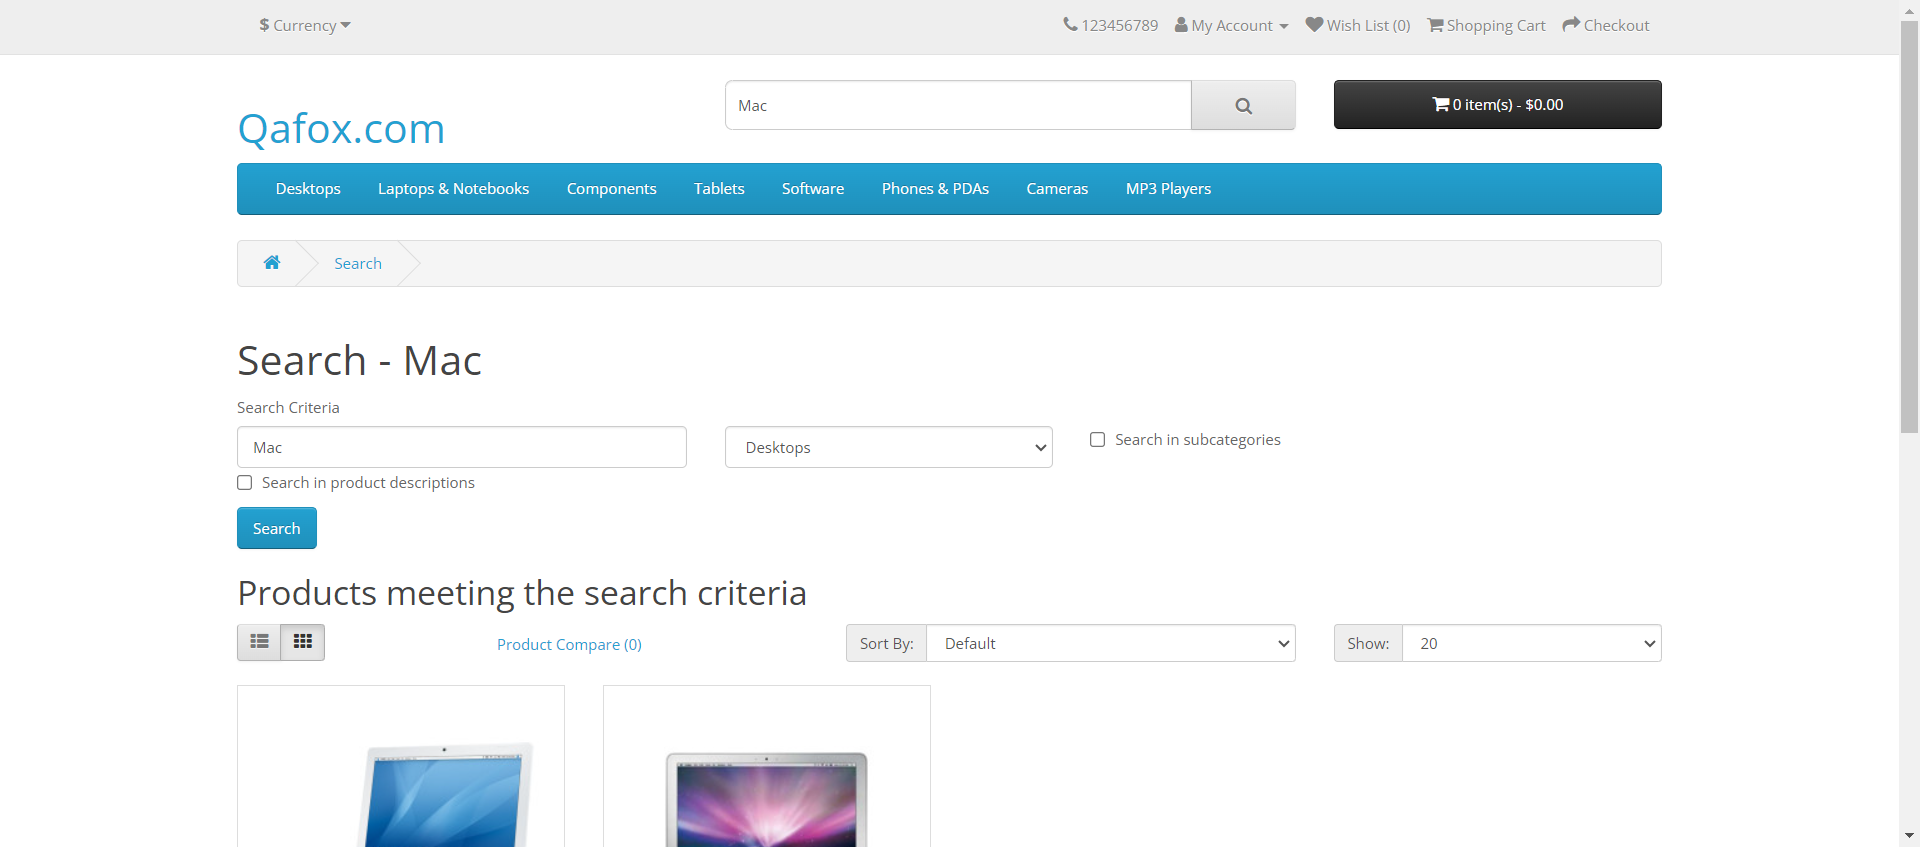 $ Currency
123456789 My Account Wish List (0) Shopping Cart Checkout
Qafox.com
Mac
0 item(s) - $0.00
Desktops Laptops & Notebooks Components Tablets Software Phones & PDAs Cameras MP3 Players
Search
Search - Mac
Search Criteria
Mac Desktops Search in subcategories
Search in product descriptions
Search
Products meeting the search criteria
Product Compare (0) Sort By: Default Show: 20